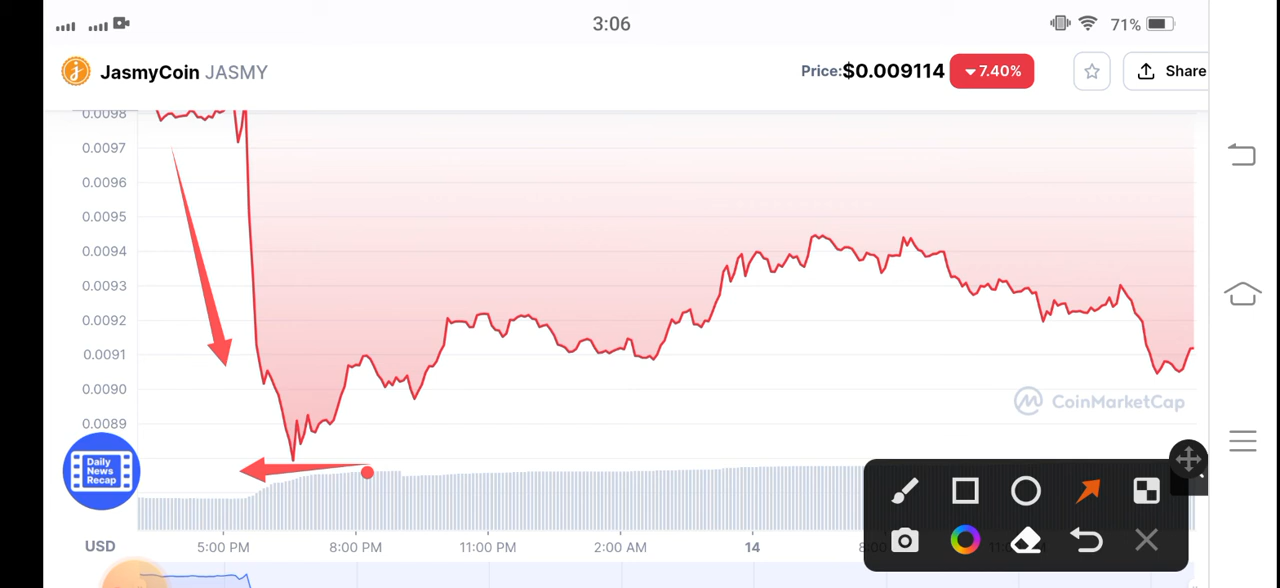 3:06
71%
JasmyCoin JASMY
Price:$0.009114 7.40%
Share
0.0098
0.0097
0.0096
0.0095
0.0094
0.0093
0.0092
0.0091
0.0090
0.0089
CoinMarketCap
Daily
News
Recap
USD
5:00 PM 8:00 PM 11:00 PM 2:00 AM 14